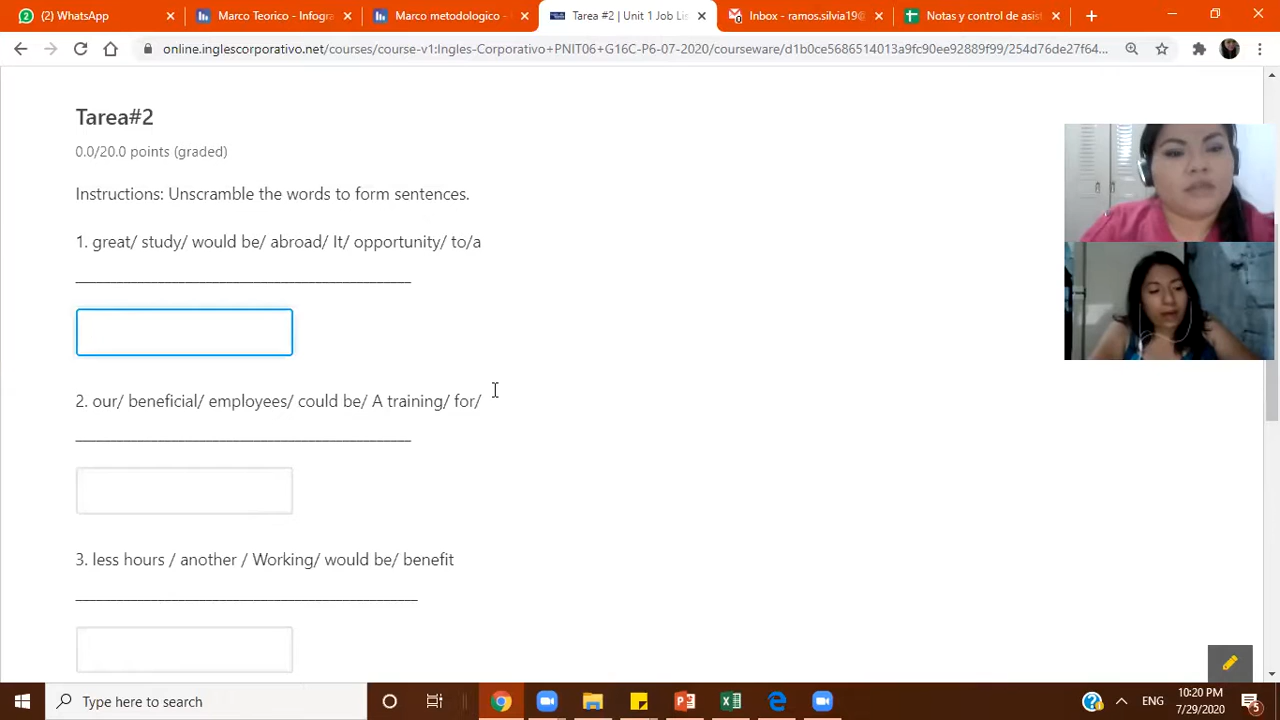 WhatsApp
Marco Teorico - Infogra
Marco metodologico -
Tarea #2 | Unit 1 Job Lis
Inbox - ramos.silvia19@
Notas y control de asist
online.inglescorporativo.net/courses/course-v1:Ingles-Corporativo+PNIT06+G16C-P6-07-2020/courseware/d1b0ce5686514013a9fc90ee92889f99/254d76de27f64...
Tarea#2
0.0/20.0 points (graded)
Instructions: Unscramble the words to form sentences.
1. great/ study/ would be/ abroad/ It/ opportunity/ to/a
2. our/ beneficial/ employees/ could be/ A training/ for/
3. less hours / another / Working/ would be/ benefit
Type here to search
ENG
10:20 PM
7/29/2020
5